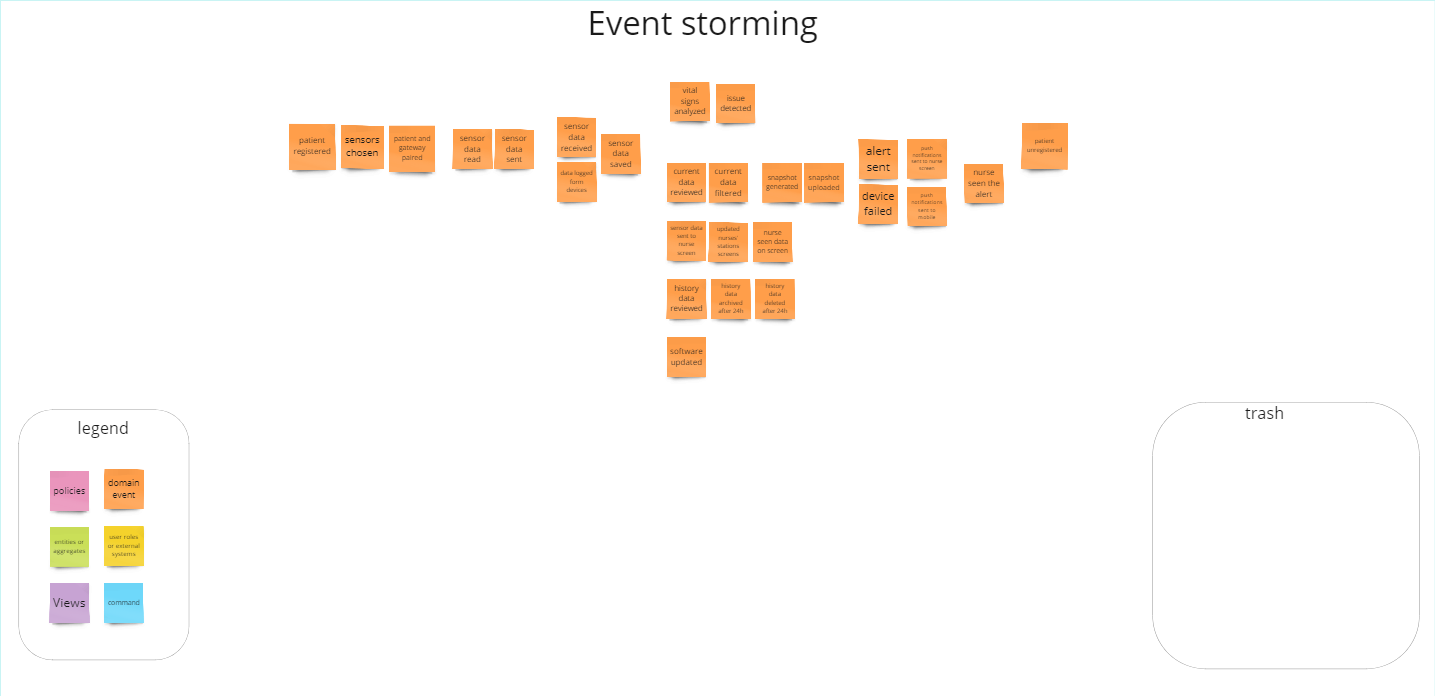 Event storming
vital
signs
analyzed
issue
detected
patient
registered
sensors
chosen
patient and
gateway
paired
sensor
data
read
sensor
data
sent
sensor
data
received
data logged
form
devices
sensor
data
saved
current
data
reviewed
current
data
filtered
snapshot
generated
snapshot
uploaded
alert
sent
device
failed
push
notifications
sent to nurse
screen
push
notifications
sent to
mobile
nurse
seen the
alert
patient
unregistered
sensor data
sent to
nurse
screen
updated
nurses'
stations
screens
nurse
seen data
on screen
history
data
reviewed
history
data
archived
after 24h
history
data
deleted
after 24h
software
updated
legend
policies
domain
event
entities or
aggregates
user rules
or external
systems
Views
command
trash